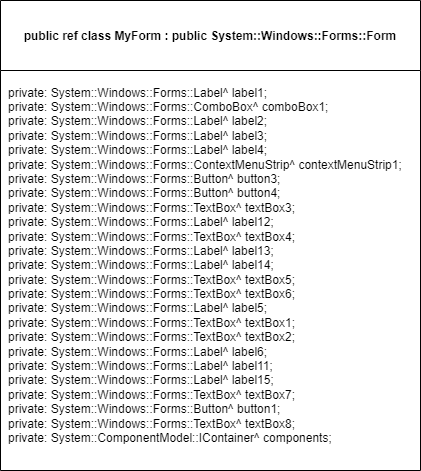 public ref class MyForm : public System::Windows::Forms::Form
private: System::Windows::Forms::Label^ label1;
private: System::Windows::Forms::ComboBox^ comboBox1;
private: System::Windows::Forms::Label^ label2;
private: System::Windows::Forms::Label^ label3;
private: System::Windows::Forms::Label^ label4;
private: System::Windows::Forms::ContextMenuStrip^ contextMenuStrip1;
private: System::Windows::Forms::Button^ button3;
private: System::Windows::Forms::Button^ button4;
private: System::Windows::Forms::TextBox^ textBox3;
private: System::Windows::Forms::Label^ label12;
private: System::Windows::Forms::TextBox^ textBox4;
private: System::Windows::Forms::Label^ label13;
private: System::Windows::Forms::Label^ label14;
private: System::Windows::Forms::TextBox^ textBox5;
private: System::Windows::Forms::TextBox^ textBox6;
private: System::Windows::Forms::Label^ label5;
private: System::Windows::Forms::TextBox^ textBox1;
private: System::Windows::Forms::TextBox^ textBox2;
private: System::Windows::Forms::Label^ label6;
private: System::Windows::Forms::Label^ label11;
private: System::Windows::Forms::Label^ label15;
private: System::Windows::Forms::TextBox^ textBox7;
private: System::Windows::Forms::Button^ button1;
private: System::Windows::Forms::TextBox^ textBox8;
private: System::ComponentModel::IContainer^ components;